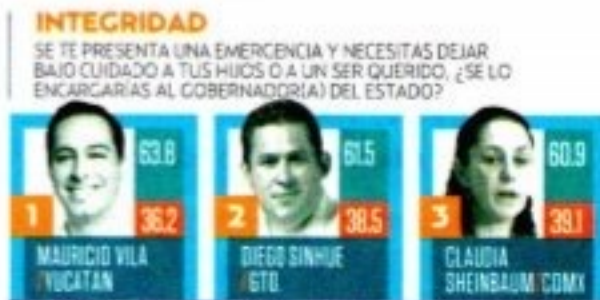 INTEGRIDAD
SE TE PRESENTA UNA EMERGENCIA Y NECESITAS DEJAR
BAJO CUIDADO A TUS HIJOS O A UN SER QUERIDO, ¿SE LO
ENCARGARÍAS AL GOBERNADOR(A) DEL ESTADO?
63.8
61.5
60.9
1
36.2
2
38.5
3
39.1
MAURICIO VILA
/YUCATÁN
DIEGO SINHUE
/GTO.
CLAUDIA
SHEINBAUM/CDMX